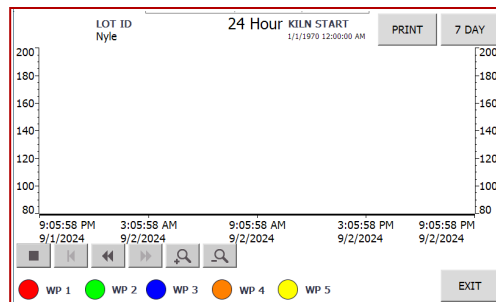 LOT ID
Nyle
24 Hour KILN START
1/1/1970 12:00:00 AM
PRINT
7 DAY
200 200
180 180
160 160
140 140
120 120
100 100
80 80
9:05:58 PM 3:05:58 AM 9:05:58 AM 3:05:58 PM 9:05:58 PM
9/1/2024 9/2/2024 9/2/2024 9/2/2024 9/2/2024
WP 1 WP 2 WP 3 WP 4 WP 5
EXIT